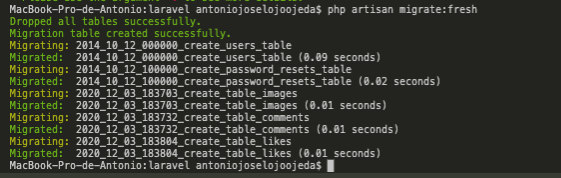 MacBook-Pro-de-Antonio:laravel antoniojoselojoojeda$ php artisan migrate:fresh
Dropped all tables successfully.
Migration table created successfully.
Migrating: 2014_10_12_000000_create_users_table
Migrated:  2014_10_12_000000_create_users_table (0.09 seconds)
Migrating: 2014_10_12_100000_create_password_resets_table
Migrated:  2014_10_12_100000_create_password_resets_table (0.02 seconds)
Migrating: 2020_12_03_183703_create_table_images
Migrated:  2020_12_03_183703_create_table_images (0.01 seconds)
Migrating: 2020_12_03_183732_create_table_comments
Migrated:  2020_12_03_183732_create_table_comments (0.01 seconds)
Migrating: 2020_12_03_183804_create_table_likes
Migrated:  2020_12_03_183804_create_table_likes (0.01 seconds)
MacBook-Pro-de-Antonio:laravel antoniojoselojoojeda$